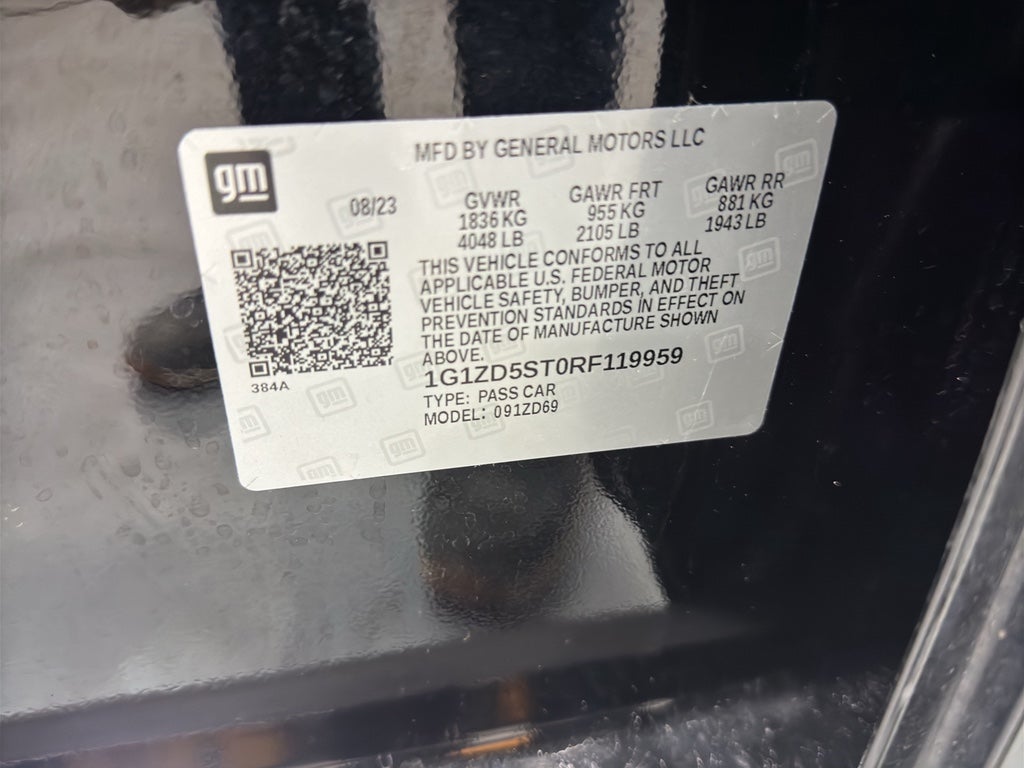 gm
MFD BY GENERAL MOTORS LLC
08/23
GVWR GAWR FRT GAWR RR
1836 KG 955 KG 881 KG
4048 LB 2105 LB 1943 LB
THIS VEHICLE CONFORMS TO ALL
APPLICABLE U.S. FEDERAL MOTOR
VEHICLE SAFETY, BUMPER, AND THEFT
PREVENTION STANDARDS IN EFFECT ON
THE DATE OF MANUFACTURE SHOWN
ABOVE.
384A
1G1ZD5ST0RF119959
TYPE: PASS CAR
MODEL: 091ZD69